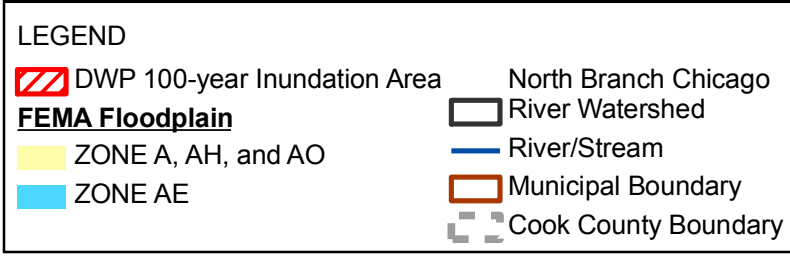 LEGEND
DWP 100-year Inundation Area
FEMA Floodplain
ZONE A, AH, and AO
ZONE AE
North Branch Chicago
River Watershed
River/Stream
Municipal Boundary
Cook County Boundary